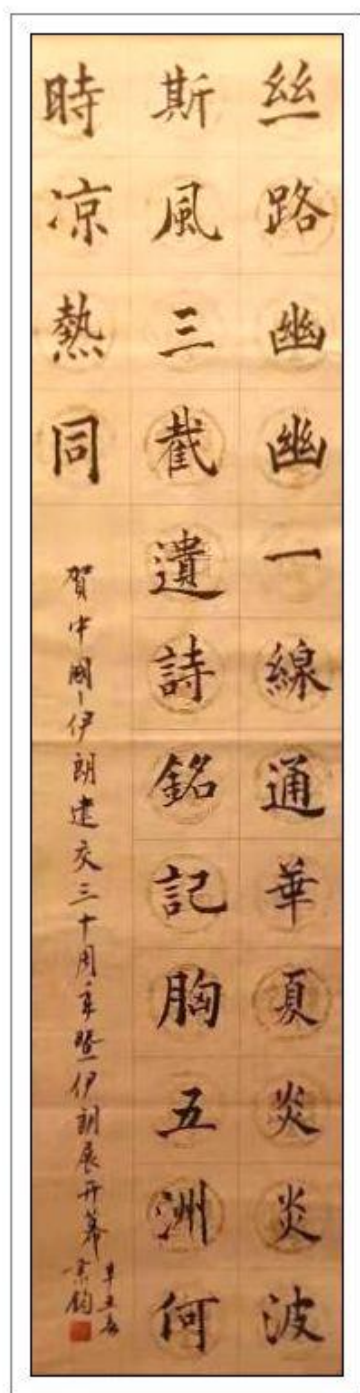 絲路幽幽一線通華夏炎炎波
斯風三截遺詩銘記胸五洲何
時涼熱同
賀中國伊朗建交三十周年暨伊朗展开幕